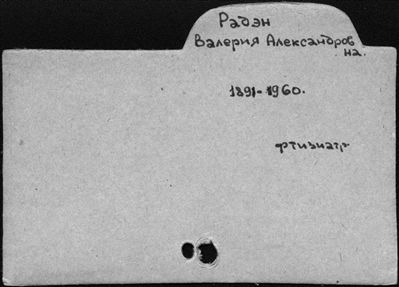 Радэн
Валерия Александров
на.
1891-1960.
фтизиатр